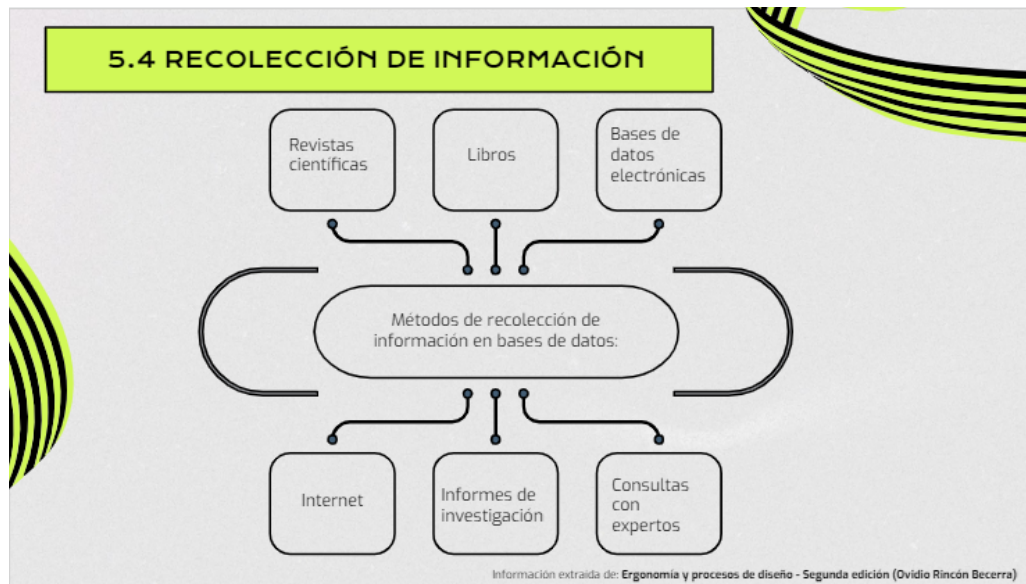 5.4 RECOLECCIÓN DE INFORMACIÓN
Revistas
científicas
Libros
Bases de
datos
electrónicas
Métodos de recolección de
información en bases de datos:
Internet
Informes de
investigación
Consultas
con
expertos
Información extraída de: Ergonomía y procesos de diseño - Segunda edición (Ovidio Rincón Becerra)